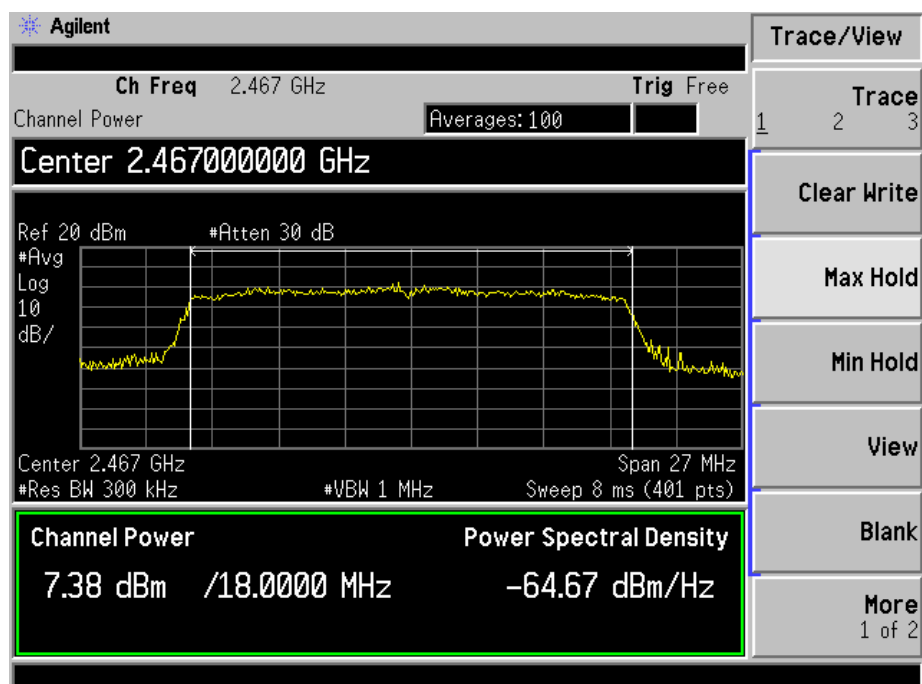 Agilent
Trace/View
Ch Freq 2.467 GHz Trig Free
Channel Power Averages: 100
Center 2.467000000 GHz
Ref 20 dBm #Atten 30 dB
#Avg
Log
10
dB/
Center 2.467 GHz Span 27 MHz
#Res BW 300 kHz #VBW 1 MHz Sweep 8 ms (401 pts)
Channel Power Power Spectral Density
7.38 dBm /18.0000 MHz -64.67 dBm/Hz
Trace
1 2 3
Clear Write
Max Hold
Min Hold
View
Blank
More
1 of 2